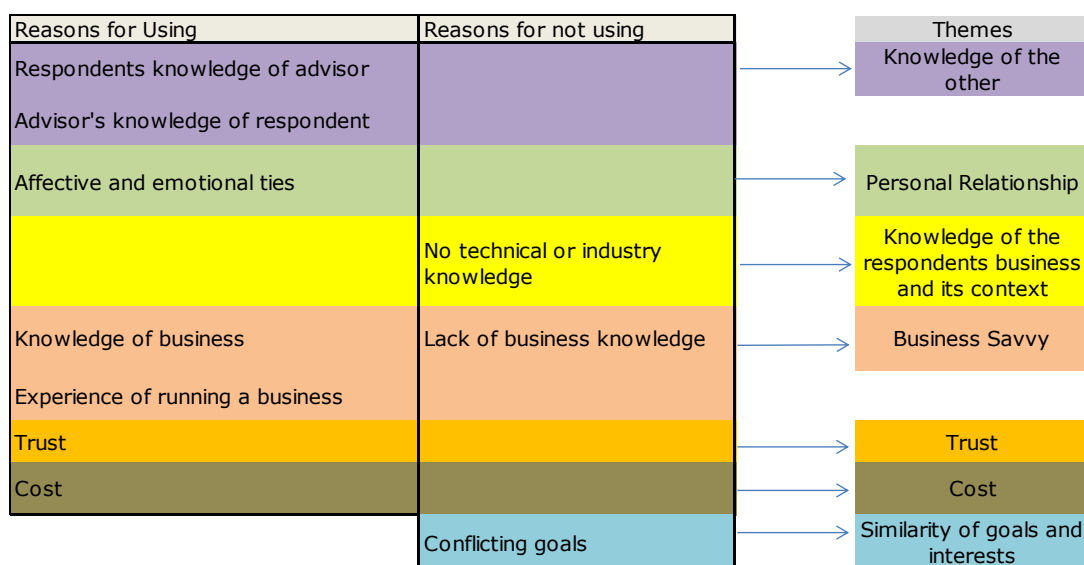 Reasons for Using
Reasons for not using
Themes
Respondents knowledge of advisor
Advisor's knowledge of respondent
Knowledge of the
other
Affective and emotional ties
Personal Relationship
No technical or industry
knowledge
Knowledge of the
respondents business
and its context
Knowledge of business
Lack of business knowledge
Business Savvy
Experience of running a business
Trust
Trust
Cost
Cost
Conflicting goals
Similarity of goals and
interests